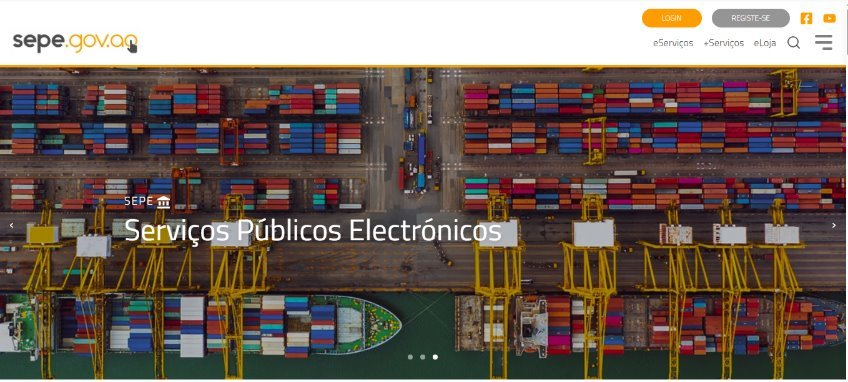 LOGIN
REGISTE-SE
sepe.gov.ao
eServiços
+Serviços
eLoja
SEPE
Serviços Públicos Electrónicos